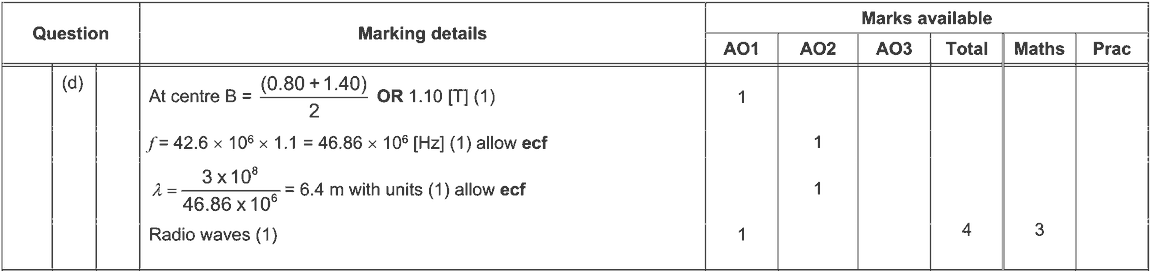 Question Marking details Marks available
AO1 AO2 AO3 Total Maths Prac
(d) At centre B = (0.80 + 1.40) / 2 OR 1.10 [T] (1) 1
f = 42.6 × 10⁶ × 1.1 = 46.86 × 10⁶ [Hz] (1) allow ecf 1
λ = 3 x 10⁸ / 46.86 x 10⁶ = 6.4 m with units (1) allow ecf 1
Radio waves (1) 1 4 3